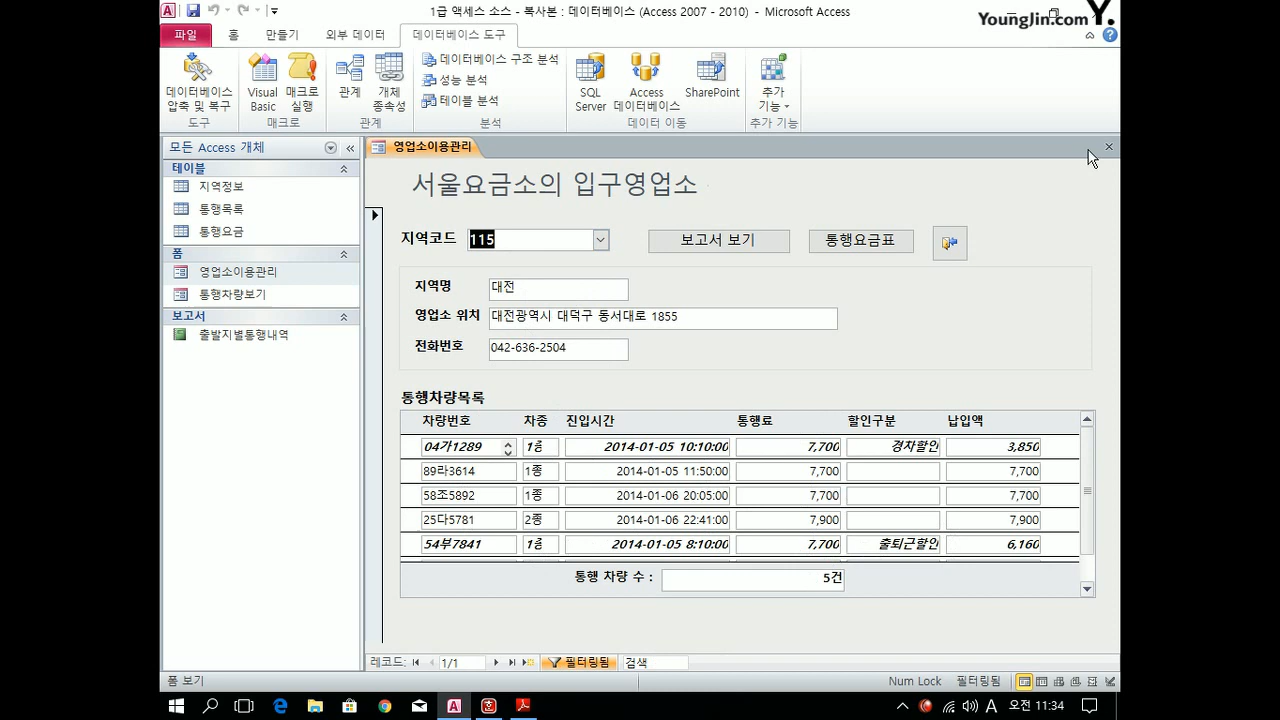 1급 액세스 소스 - 복사본 : 데이터베이스 (Access 2007 - 2010) - Microsoft Access
YoungJin.com Y.
파일 홈 만들기 외부 데이터 데이터베이스 도구
데이터베이스 압축 및 복구
Visual Basic
매크로 실행
관계
개체 종속성
데이터베이스 구조 분석
성능 분석
테이블 분석
SQL Server
Access 데이터베이스
SharePoint
추가 기능
도구 매크로 관계 분석 데이터 이동 추가 기능
모든 Access 개체
테이블
지역정보
통행목록
통행요금
폼
영업소이용관리
통행차량보기
보고서
출발지별통행내역
영업소이용관리
서울요금소의 입구영업소
지역코드 115 보고서 보기 통행요금표
지역명 대전
영업소 위치 대전광역시 대덕구 동서대로 1855
전화번호 042-636-2504
통행차량목록
차량번호 차종 진입시간 통행료 할인구분 납입액
04가1289 1종 2014-01-05 10:10:00 7,700 경차할인 3,850
89라3614 1종 2014-01-05 11:50:00 7,700 7,700
58조5892 1종 2014-01-06 20:05:00 7,700 7,700
25다5781 2종 2014-01-06 22:41:00 7,900 7,900
54부7841 1종 2014-01-05 8:10:00 7,700 출퇴근할인 6,160
통행 차량 수 : 5건
레코드: 1/1 필터링됨 검색
폼 보기 Num Lock 필터링됨
A 오전 11:34